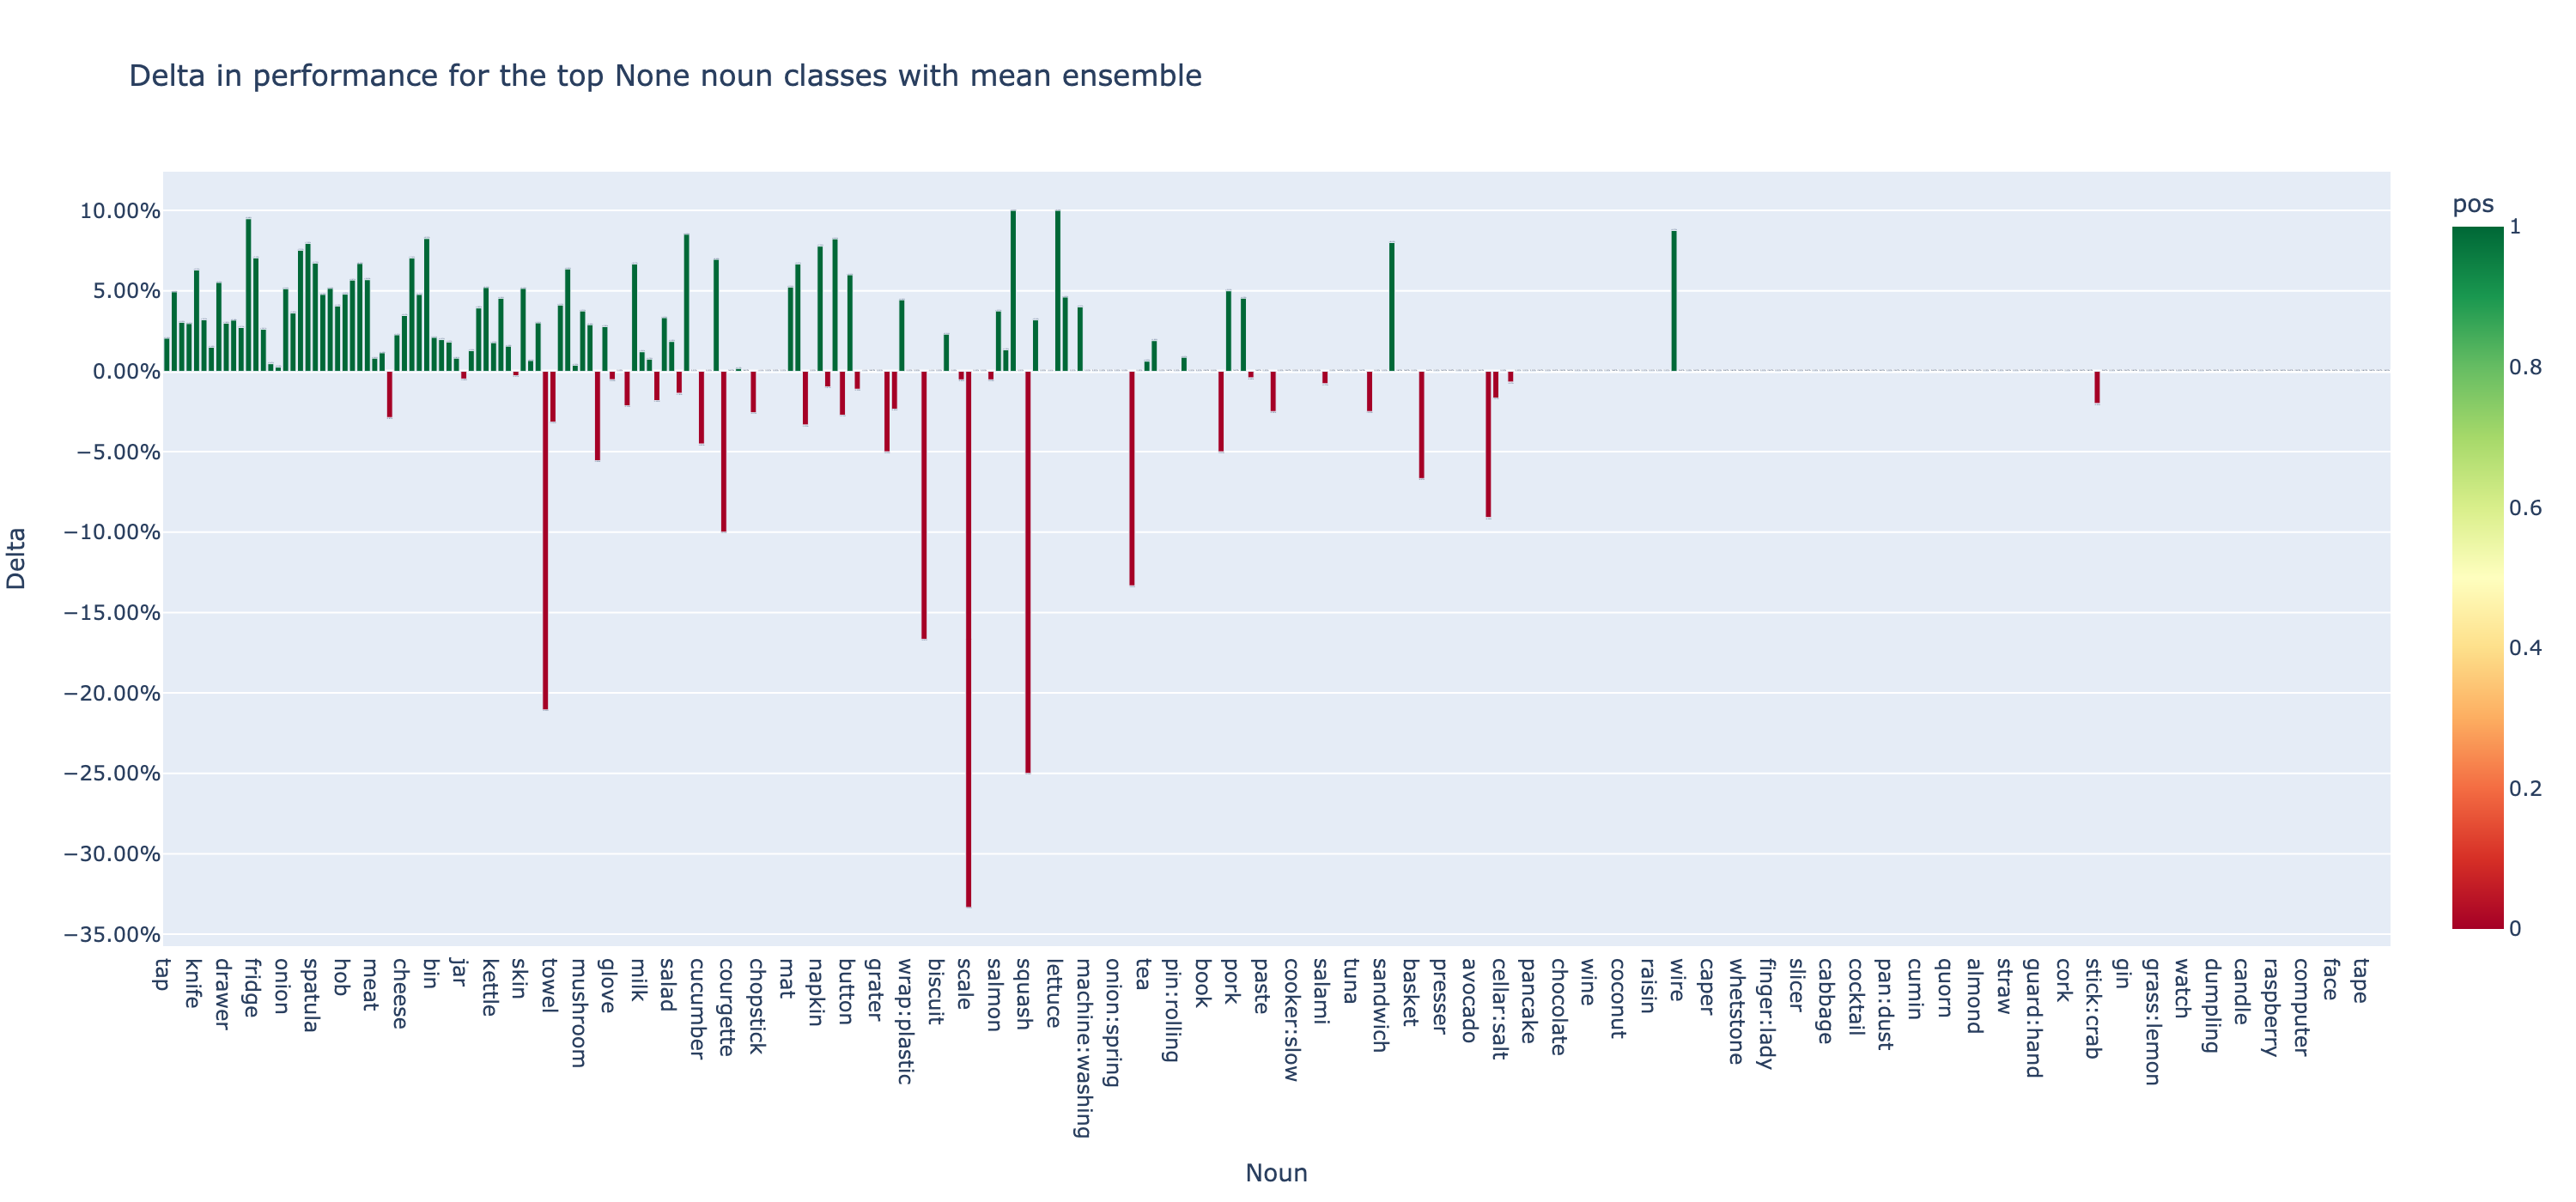 Delta in performance for the top None noun classes with mean ensemble
pos
10.00%
5.00%
0.00%
−5.00%
−10.00%
−15.00%
−20.00%
−25.00%
−30.00%
−35.00%
Delta
1
0.8
0.6
0.4
0.2
0
tap
knife
drawer
fridge
onion
spatula
hob
meat
cheese
bin
jar
kettle
skin
towel
mushroom
glove
milk
salad
cucumber
courgette
chopstick
mat
napkin
button
grater
wrap:plastic
biscuit
scale
salmon
squash
lettuce
machine:washing
onion:spring
tea
pin:rolling
book
pork
paste
cooker:slow
salami
tuna
sandwich
basket
presser
avocado
cellar:salt
pancake
chocolate
wine
coconut
raisin
wire
caper
whetstone
finger:lady
slicer
cabbage
cocktail
pan:dust
cumin
quorn
almond
straw
guard:hand
cork
stick:crab
gin
grass:lemon
watch
dumpling
candle
raspberry
computer
face
tape
Noun